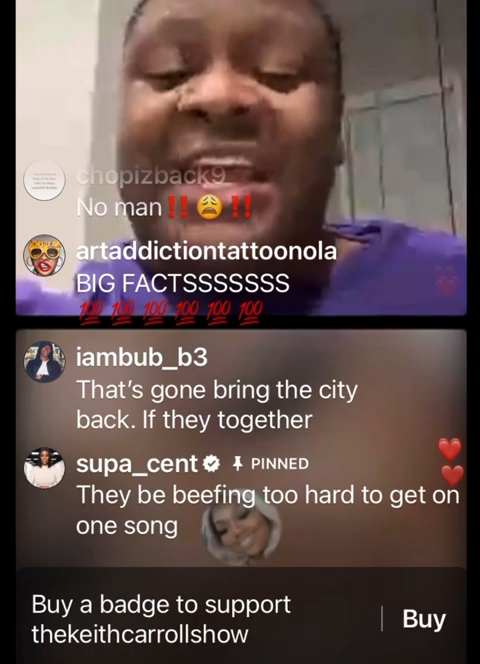 chopizback9
No man‼️😩‼️
artaddictiontattoonola
BIG FACTSSSSSSS
💯💯💯💯💯💯
iambub_b3
That's gone bring the city
back. If they together
supa_cent PINNED
They be beefing too hard to get on
one song
Buy a badge to support
thekeithcarrollshow
Buy